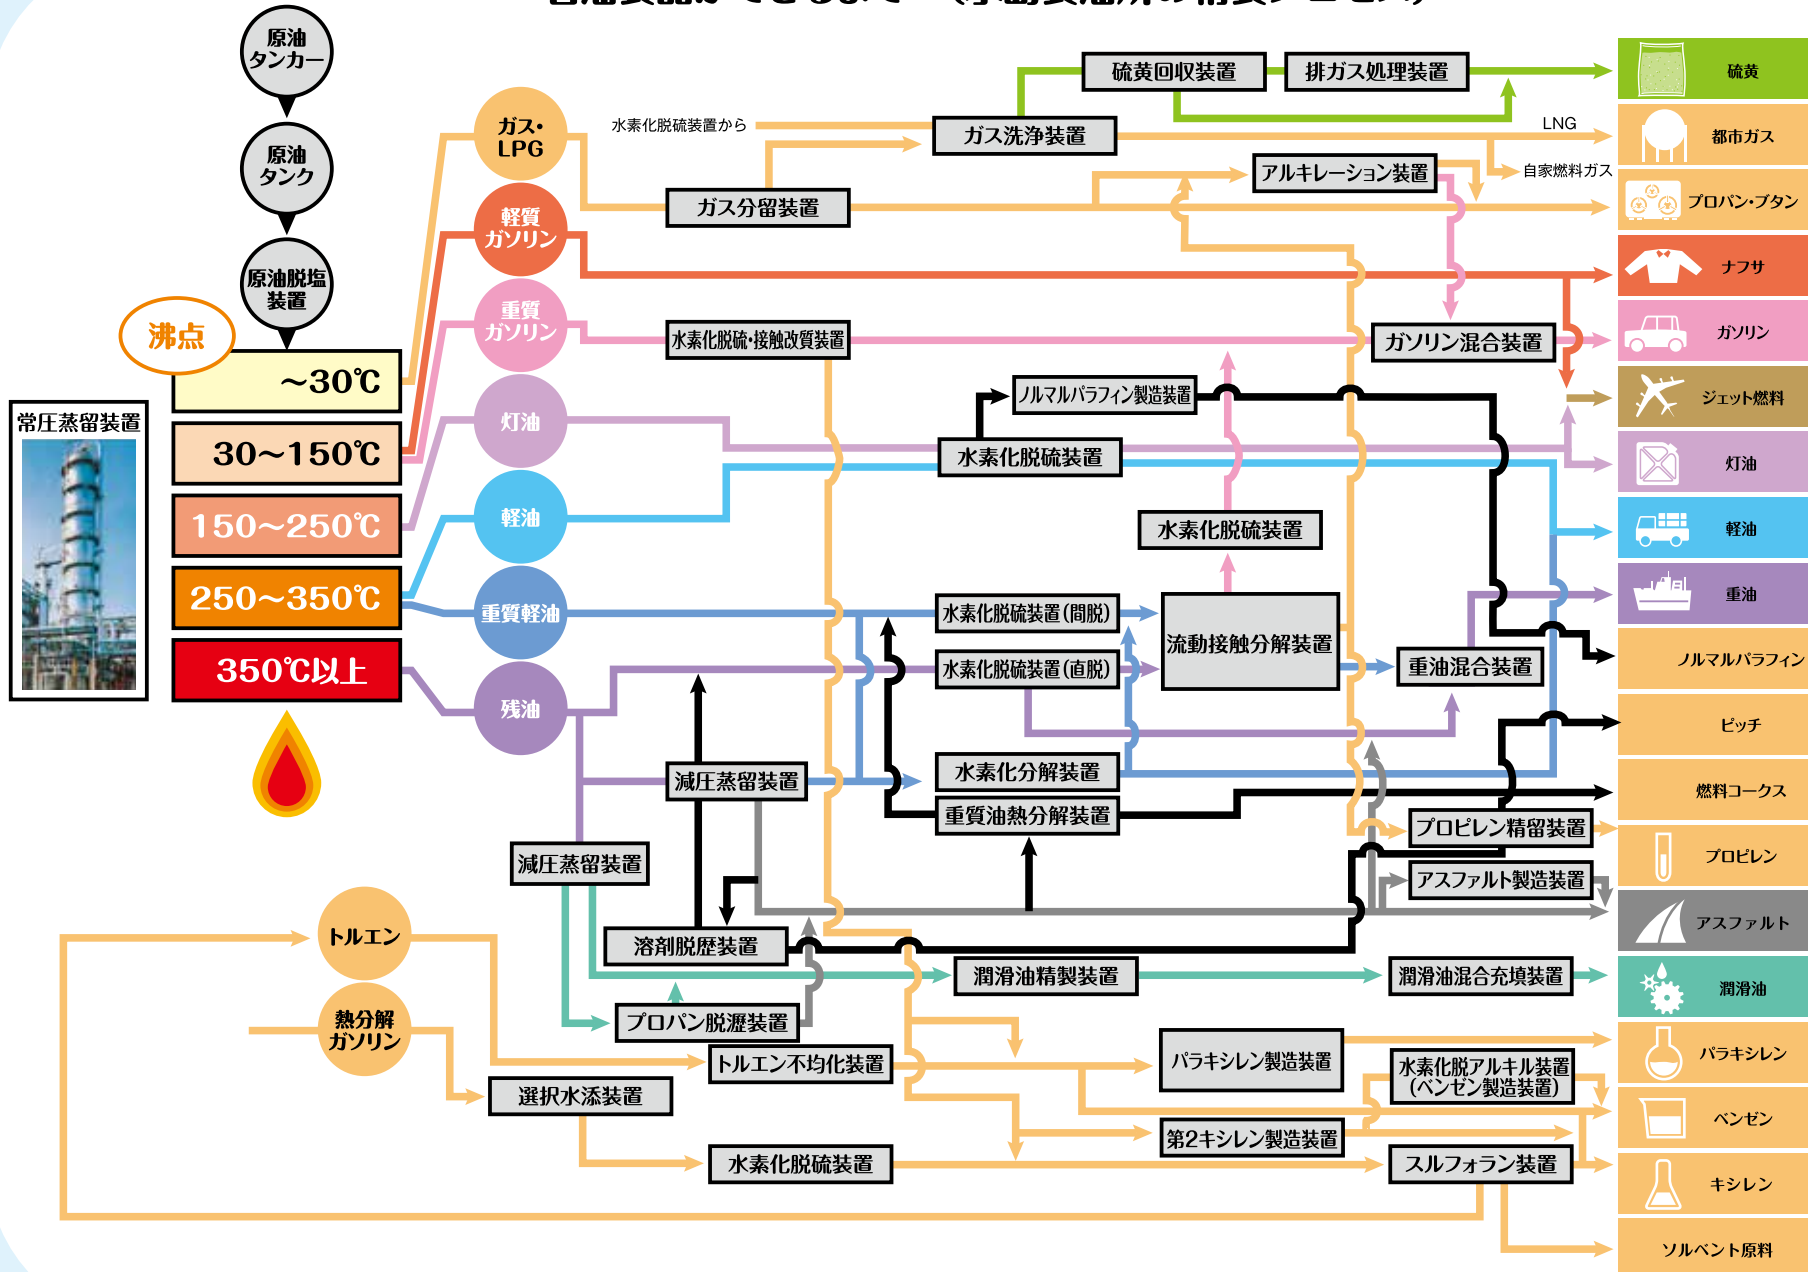 原油
タンカー
原油
タンク
原油脱塩
装置
沸点
～30℃
30～150℃
150～250℃
250～350℃
350℃以上
常圧蒸留装置
ガス・
LPG
軽質
ガソリン
重質
ガソリン
灯油
軽油
重質軽油
残油
トルエン
熱分解
ガソリン
水素化脱硫装置から
硫黄回収装置
排ガス処理装置
ガス洗浄装置
LNG
アルキレーション装置
自家燃料ガス
ガス分留装置
水素化脱硫・接触改質装置
ガソリン混合装置
ノルマルパラフィン製造装置
水素化脱硫装置
水素化脱硫装置
水素化脱硫装置(間脱)
流動接触分解装置
水素化脱硫装置(直脱)
重油混合装置
減圧蒸留装置
水素化分解装置
重質油熱分解装置
プロピレン精留装置
減圧蒸留装置
アスファルト製造装置
溶剤脱歴装置
潤滑油精製装置
潤滑油混合充填装置
プロパン脱瀝装置
トルエン不均化装置
パラキシレン製造装置
水素化脱アルキル装置
(ベンゼン製造装置)
選択水添装置
第2キシレン製造装置
水素化脱硫装置
スルフォラン装置
硫黄
都市ガス
プロパン・ブタン
ナフサ
ガソリン
ジェット燃料
灯油
軽油
重油
ノルマルパラフィン
ピッチ
燃料コークス
プロピレン
アスファルト
潤滑油
パラキシレン
ベンゼン
キシレン
ソルベント原料